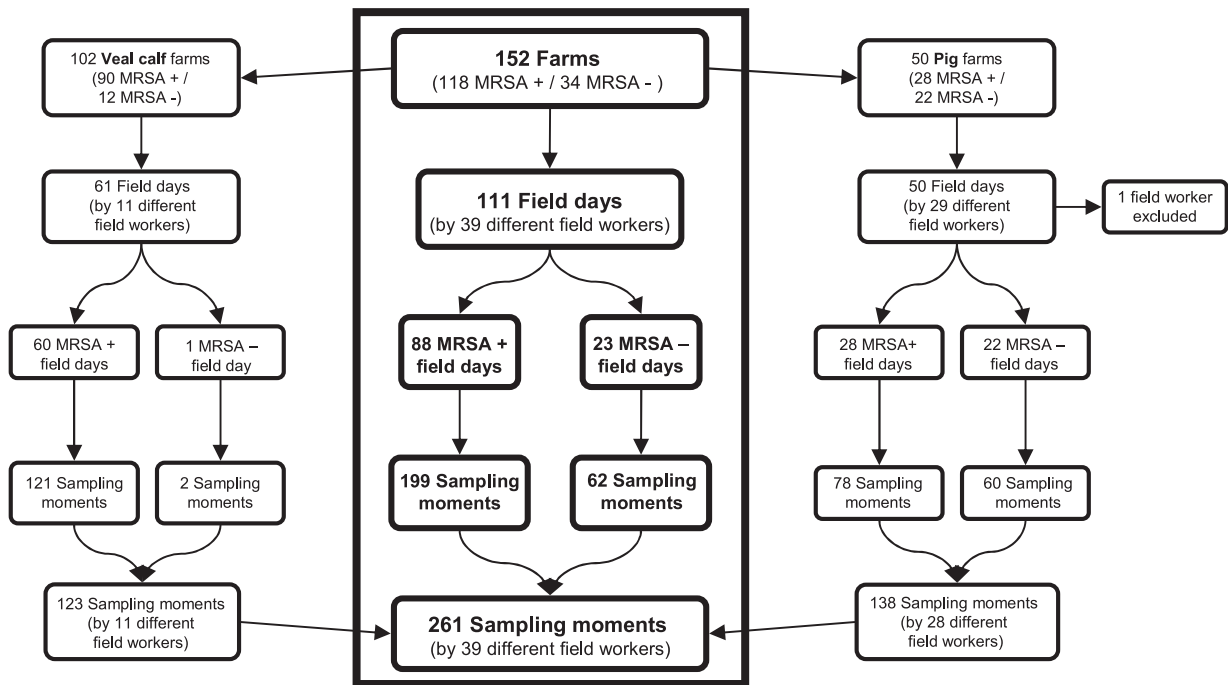 102 Veal calf farms
(90 MRSA + /
12 MRSA -)
152 Farms
(118 MRSA + / 34 MRSA - )
50 Pig farms
(28 MRSA + /
22 MRSA -)
61 Field days
(by 11 different
field workers)
111 Field days
(by 39 different field workers)
50 Field days
(by 29 different
field workers)
1 field worker
excluded
60 MRSA +
field days
1 MRSA –
field day
88 MRSA +
field days
23 MRSA –
field days
28 MRSA+
field days
22 MRSA –
field days
121 Sampling
moments
2 Sampling
moments
199 Sampling
moments
62 Sampling
moments
78 Sampling
moments
60 Sampling
moments
123 Sampling moments
(by 11 different
field workers)
261 Sampling moments
(by 39 different field workers)
138 Sampling moments
(by 28 different
field workers)